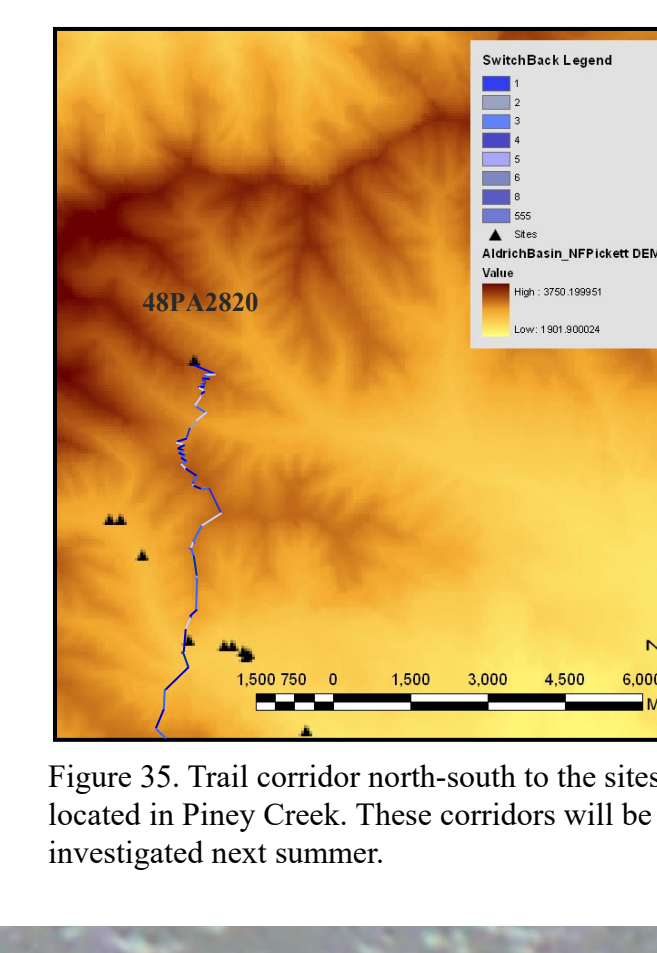 SwitchBack Legend
1
2
3
4
5
6
8
555
Sites
AldrichBasin_NFPickett DEM
Value
High : 3750.199951
Low: 1901.900024
48PA2820
N
1,500 750 0 1,500 3,000 4,500 6,000
M
Figure 35. Trail corridor north-south to the sites
located in Piney Creek. These corridors will be
investigated next summer.